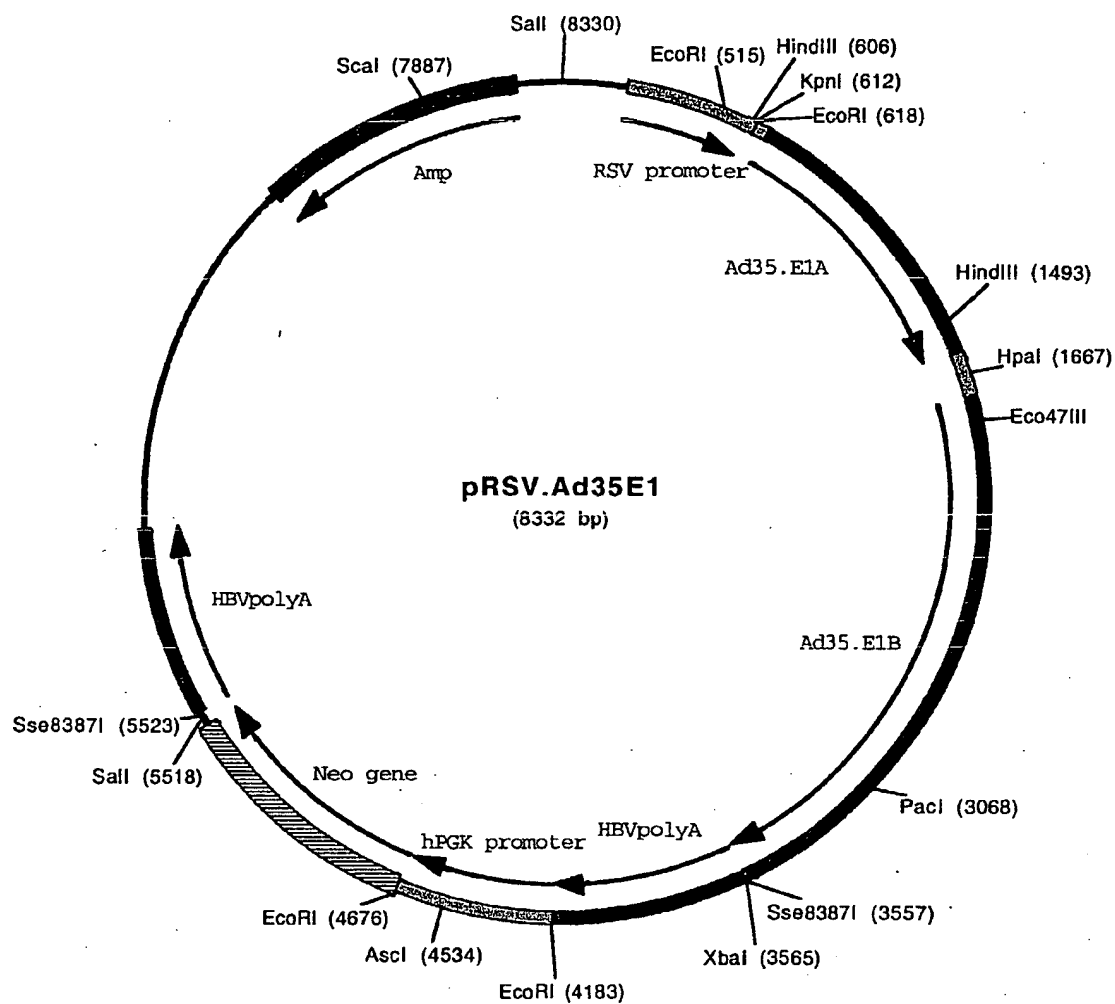 SalI (8330)
EcoRI (515)
HindIII (606)
KpnI (612)
EcoRI (618)
ScaI (7887)
Amp
RSV promoter
Ad35.E1A
HindIII (1493)
HpaI (1667)
Eco47III
pRSV.Ad35E1
(8332 bp)
HBVpolyA
Ad35.E1B
Sse8387I (5523)
SalI (5518)
Neo gene
PacI (3068)
hPGK promoter
HBVpolyA
EcoRI (4676)
Sse8387I (3557)
AscI (4534)
XbaI (3565)
EcoRI (4183)